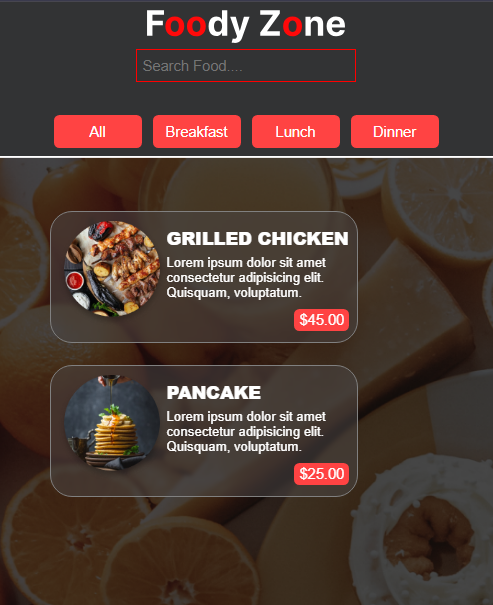 Foody Zone
Search Food....
All
Breakfast
Lunch
Dinner
GRILLED CHICKEN
Lorem ipsum dolor sit amet
consectetur adipisicing elit.
Quisquam, voluptatum.
$45.00
PANCAKE
Lorem ipsum dolor sit amet
consectetur adipisicing elit.
Quisquam, voluptatum.
$25.00